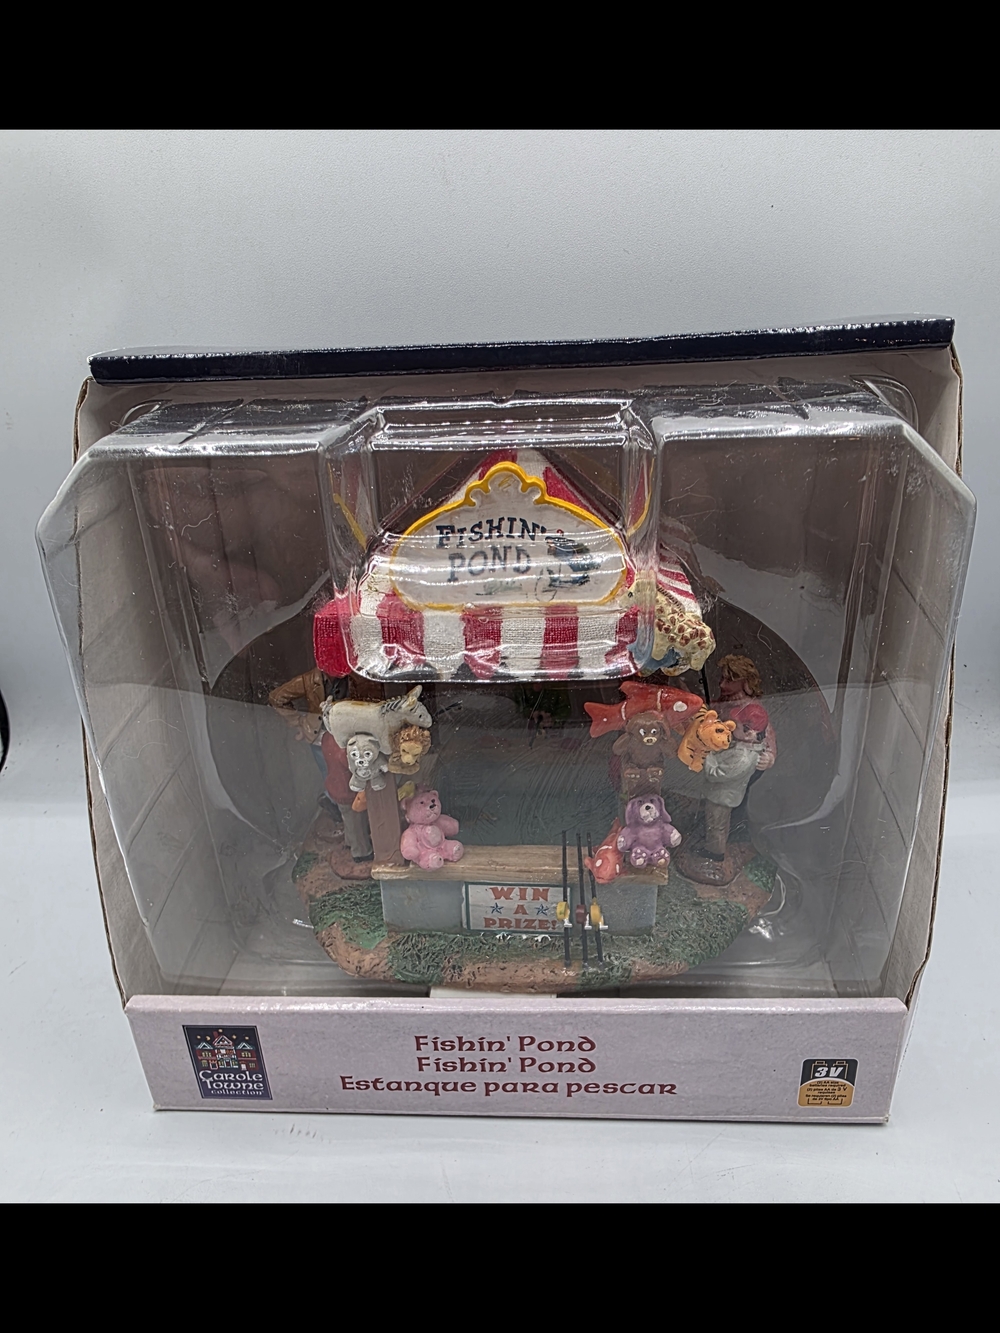 FISHIN'
POND
WIN
A
PRIZE!
Fishin' Pond
Fishin' Pond
Estanque para pescar
Carole
Towne
collection
3V